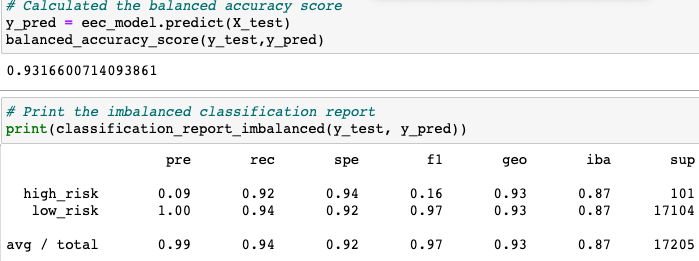 # Calculated the balanced accuracy score
y_pred = eec_model.predict(X_test)
balanced_accuracy_score(y_test,y_pred)
0.9316600714093861
# Print the imbalanced classification report
print(classification_report_imbalanced(y_test, y_pred))
pre rec spe f1 geo iba sup
high_risk 0.09 0.92 0.94 0.16 0.93 0.87 101
low_risk 1.00 0.94 0.92 0.97 0.93 0.87 17104
avg / total 0.99 0.94 0.92 0.97 0.93 0.87 17205